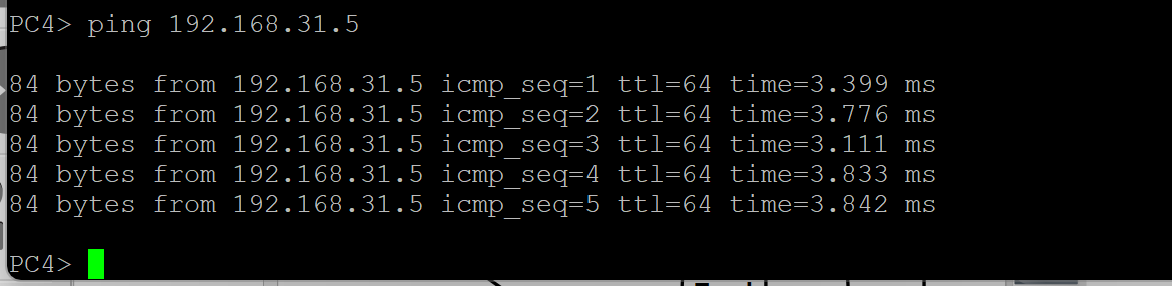 PC4> ping 192.168.31.5
84 bytes from 192.168.31.5 icmp_seq=1 ttl=64 time=3.399 ms
84 bytes from 192.168.31.5 icmp_seq=2 ttl=64 time=3.776 ms
84 bytes from 192.168.31.5 icmp_seq=3 ttl=64 time=3.111 ms
84 bytes from 192.168.31.5 icmp_seq=4 ttl=64 time=3.833 ms
84 bytes from 192.168.31.5 icmp_seq=5 ttl=64 time=3.842 ms
PC4>